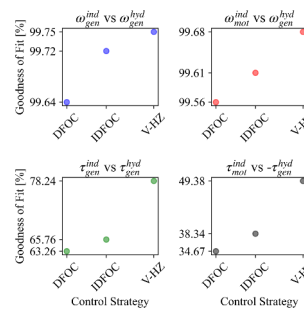 ω_gen^ind vs ω_gen^hyd
ω_mot^ind vs ω_gen^hyd
Goodness of Fit [%]
99.75
99.72
99.64
DFOC
IDFOC
V-HZ
99.68
99.61
99.56
DFOC
IDFOC
V-HZ
τ_gen^ind vs τ_gen^hyd
τ_mot^ind vs -τ_gen^hyd
Goodness of Fit [%]
78.24
65.76
63.26
DFOC
IDFOC
V-HZ
Control Strategy
49.38
38.34
34.67
DFOC
IDFOC
V-HZ
Control Strategy